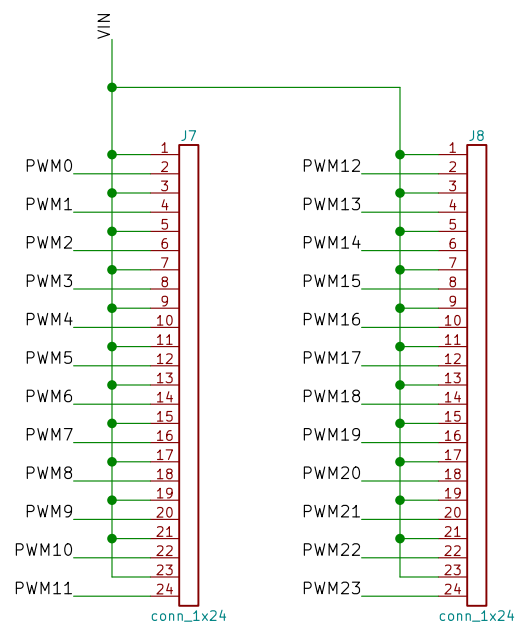 VIN
J7
J8
1
PWM0 2
3
PWM1 4
5
PWM2 6
7
PWM3 8
9
PWM4 10
11
PWM5 12
13
PWM6 14
15
PWM7 16
17
PWM8 18
19
PWM9 20
21
PWM10 22
23
PWM11 24
conn_1x24
1
PWM12 2
3
PWM13 4
5
PWM14 6
7
PWM15 8
9
PWM16 10
11
PWM17 12
13
PWM18 14
15
PWM19 16
17
PWM20 18
19
PWM21 20
21
PWM22 22
23
PWM23 24
conn_1x24